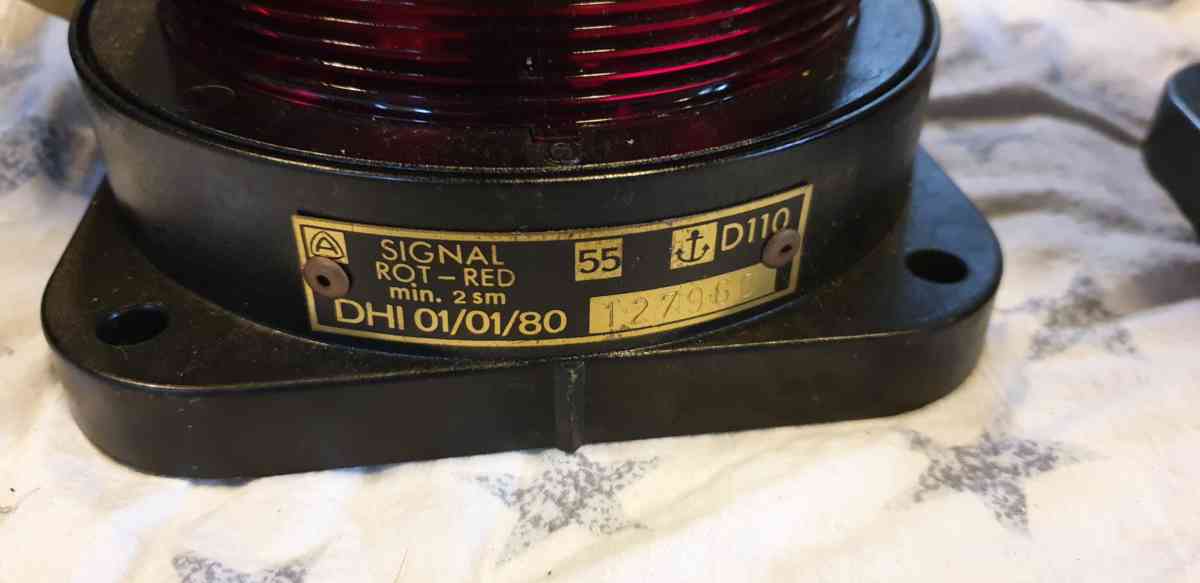 A
SIGNAL
ROT – RED
min. 2 sm
DHI 01/01/80
55
D110